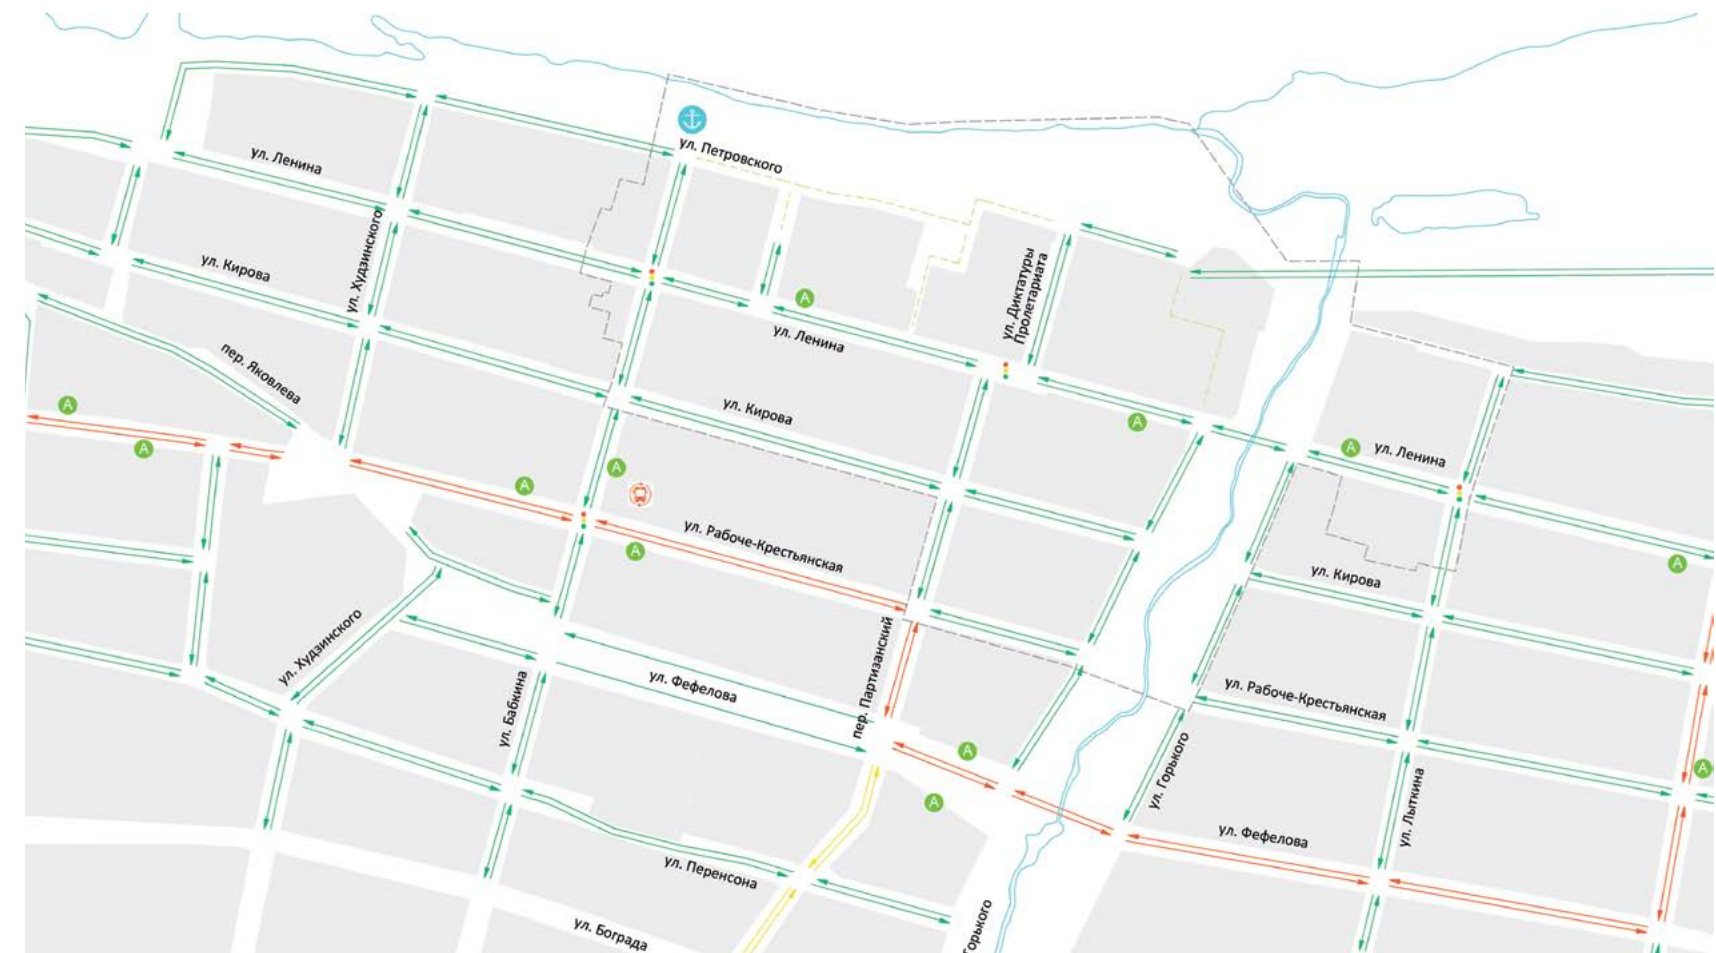 ул. Петровского
ул. Ленина
ул. Худзинского
ул. Кирова
ул. Диктатуры
Пролетариата
А
ул. Ленина
пер. Яковлева
А
ул. Кирова
А
А
ул. Ленина
А
А
А
ул. Рабоче-Крестьянская
А
А
ул. Кирова
ул. Худзинского
ул. Бабкина
ул. Фефелова
пер. Партизанский
ул. Рабоче-Крестьянская
А
ул. Горького
А
А
ул. Лыткина
ул. Фефелова
ул. Перенсона
ул. Бограда
Горького